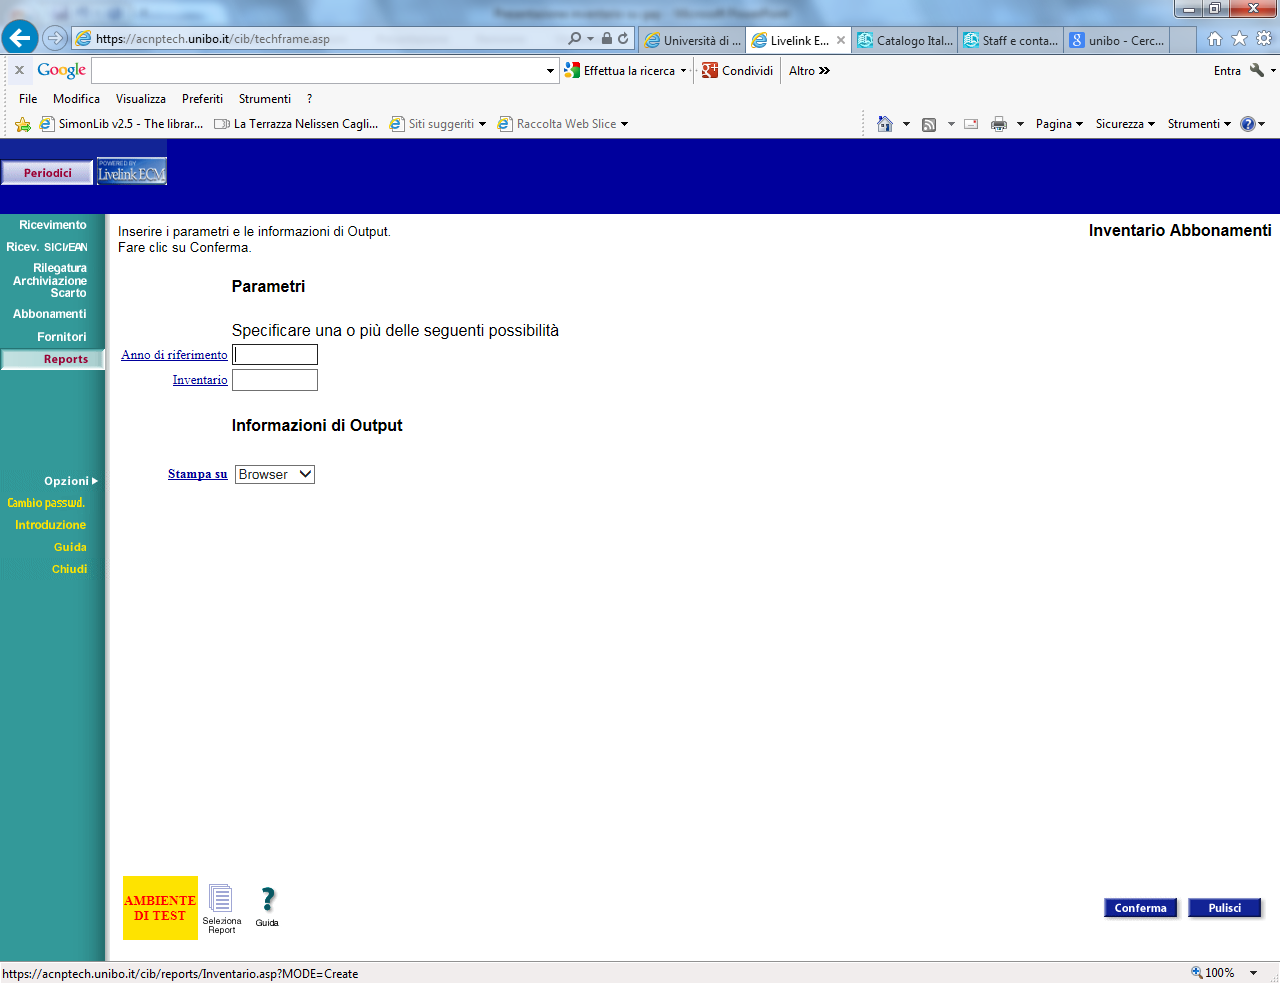 https://acnptech.unibo.it/cib/techframe.asp
Università di ...
Livelink E...
Catalogo Ital...
Staff e conta...
unibo - Cerc...
x Google
Effettua la ricerca
Condividi
Altro »
Entra
File Modifica Visualizza Preferiti Strumenti ?
SimonLib v2.5 - The librar... La Terrazza Nelissen Cagli... Siti suggeriti Raccolta Web Slice
Pagina Sicurezza Strumenti
Periodici
POWERED BY
Livelink ECM
Ricevimento
Ricev. SICI/EAN
Rilegatura
Archiviazione
Scarto
Abbonamenti
Fornitori
Reports
Opzioni
Cambio passwd.
Introduzione
Guida
Chiudi
Inserire i parametri e le informazioni di Output.
Fare clic su Conferma.
Inventario Abbonamenti
Parametri
Specificare una o più delle seguenti possibilità
Anno di riferimento
Inventario
Informazioni di Output
Stampa su Browser
AMBIENTE
DI TEST
Seleziona
Report
Guida
Conferma
Pulisci
https://acnptech.unibo.it/cib/reports/Inventario.asp?MODE=Create
100%